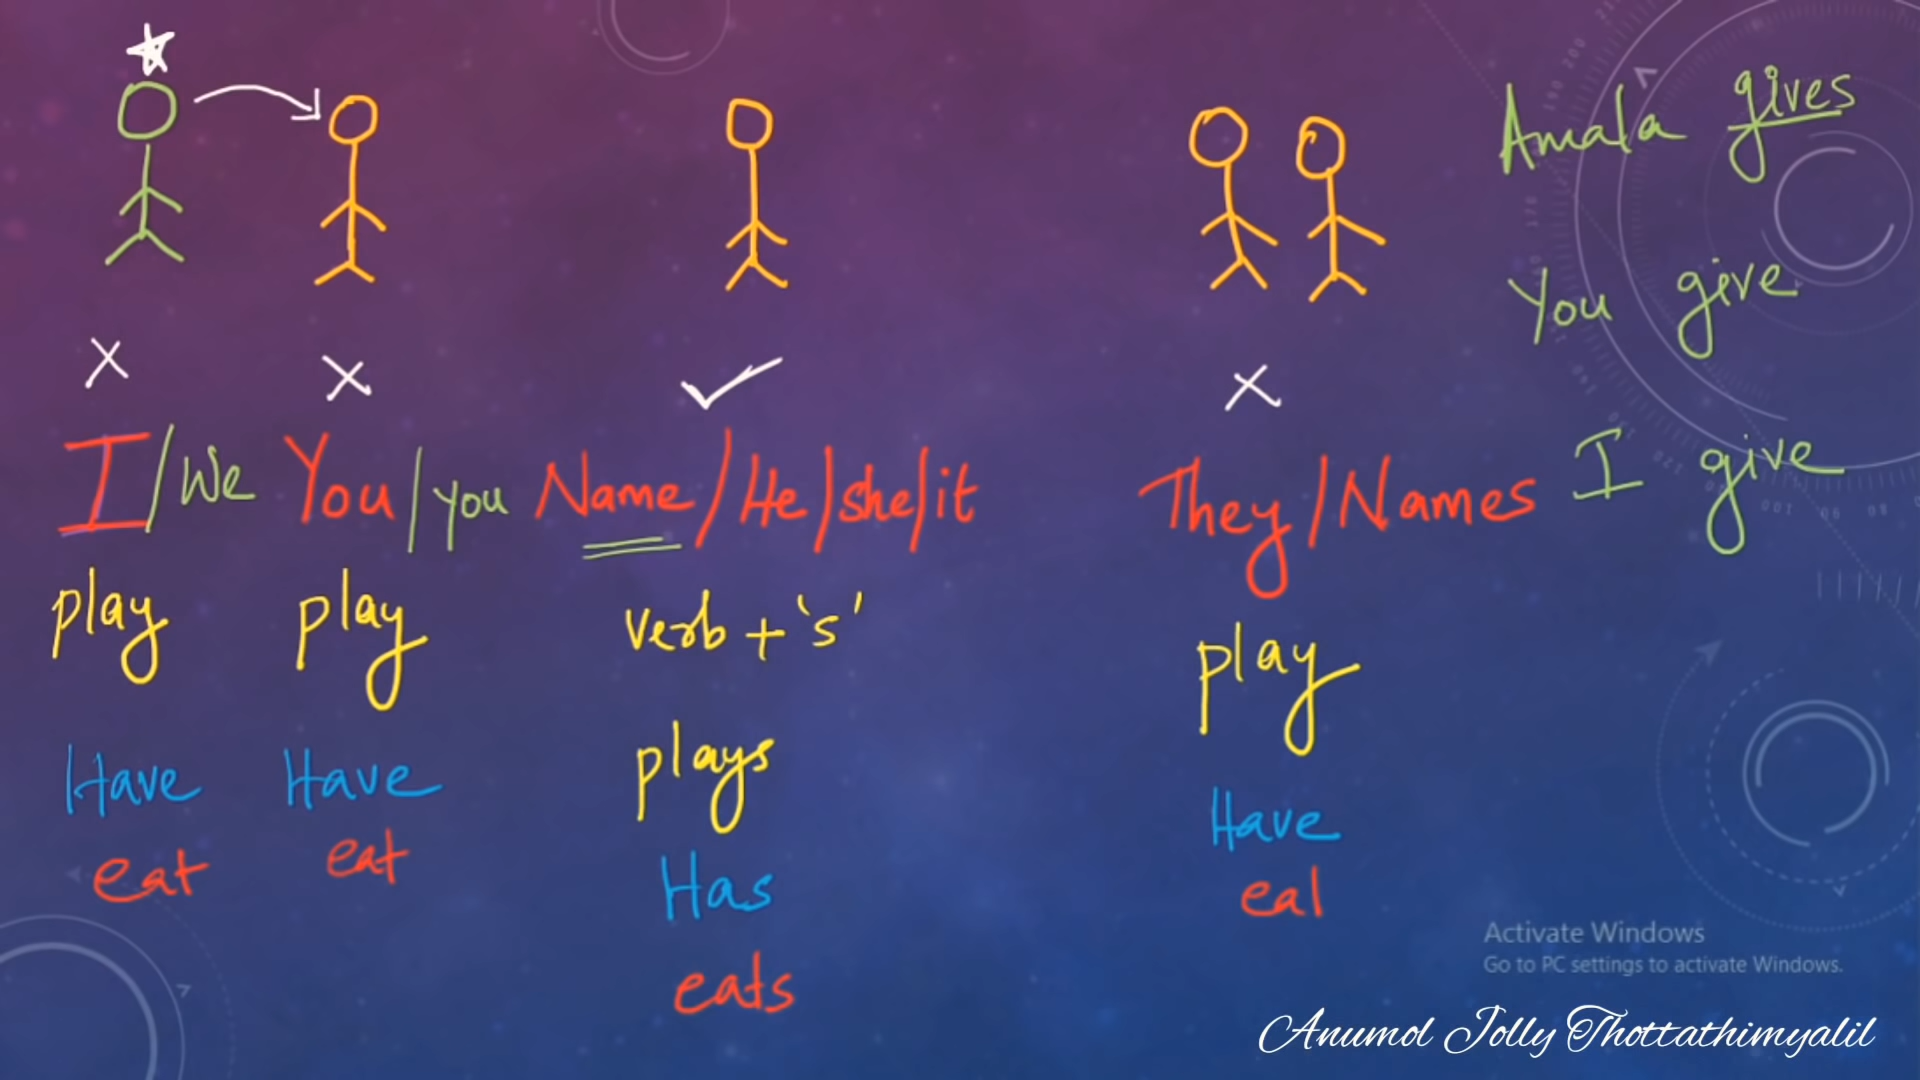 Amala gives
You give
I give
I/We You/you Name/He/she/it They/Names
play play verb + 's' play
plays
Have Have Has Have
eat eat eats eal
Activate Windows
Go to PC settings to activate Windows.
Anumol Jolly Thottathimyalil